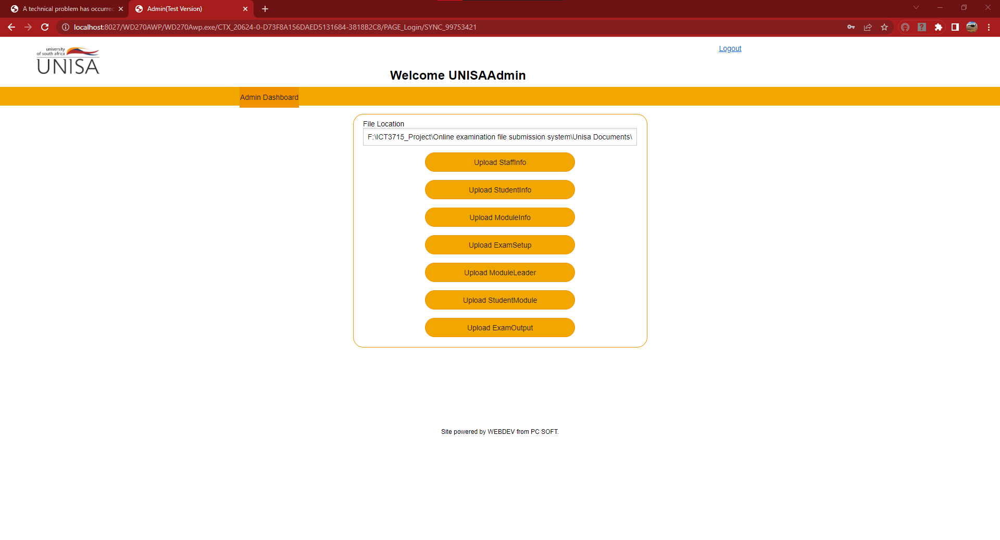 A technical problem has occurre
Admin(Test Version)
localhost:8027/WD270AWP/WD270Awp.exe/CTX_20624-0-D73F8A156DAED5131684-3818B2C8/PAGE_Login/SYNC_99753421
university
of south africa
UNISA
Logout
Welcome UNISAAdmin
Admin Dashboard
File Location
F:\ICT3715_Project\Online examination file submission system\Unisa Documents\
Upload StaffInfo
Upload StudentInfo
Upload ModuleInfo
Upload ExamSetup
Upload ModuleLeader
Upload StudentModule
Upload ExamOutput
Site powered by WEBDEV from PC SOFT.